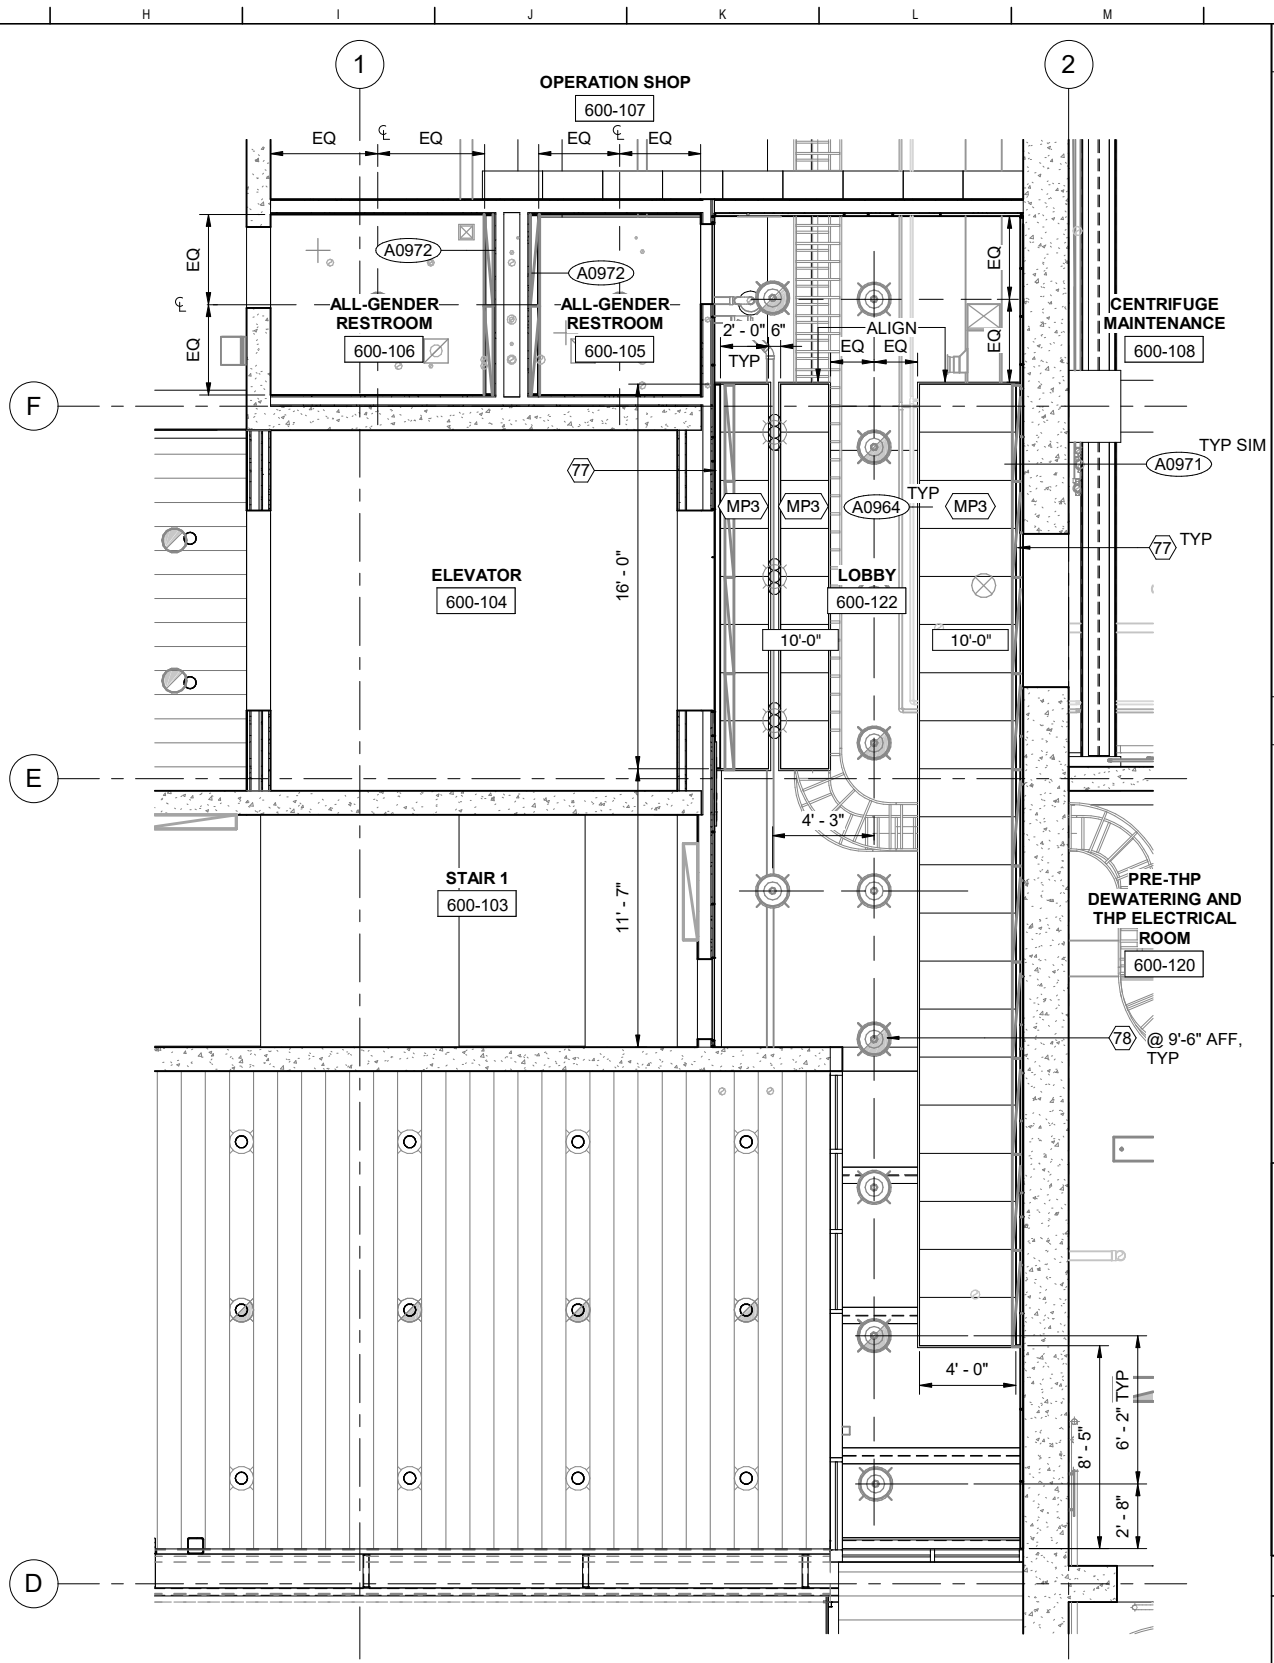 H I J K L M
1 2
OPERATION SHOP
600-107
EQ ℄ EQ EQ ℄ EQ
A0972
A0972
EQ
EQ
℄
EQ
EQ
ALL-GENDER
RESTROOM
600-106
ALL-GENDER
RESTROOM
600-105
CENTRIFUGE
MAINTENANCE
600-108
2' - 0" 6"
TYP
ALIGN
EQ EQ
F
TYP SIM
A0971
77
MP3 MP3 A0964 TYP MP3
77 TYP
ELEVATOR
600-104
16' - 0"
LOBBY
600-122
10'-0" 10'-0"
E
4' - 3"
STAIR 1
600-103
11' - 7"
PRE-THP
DEWATERING AND
THP ELECTRICAL
ROOM
600-120
78 @ 9'-6" AFF,
TYP
4' - 0"
6' - 2" TYP
8' - 5"
2' - 8"
D